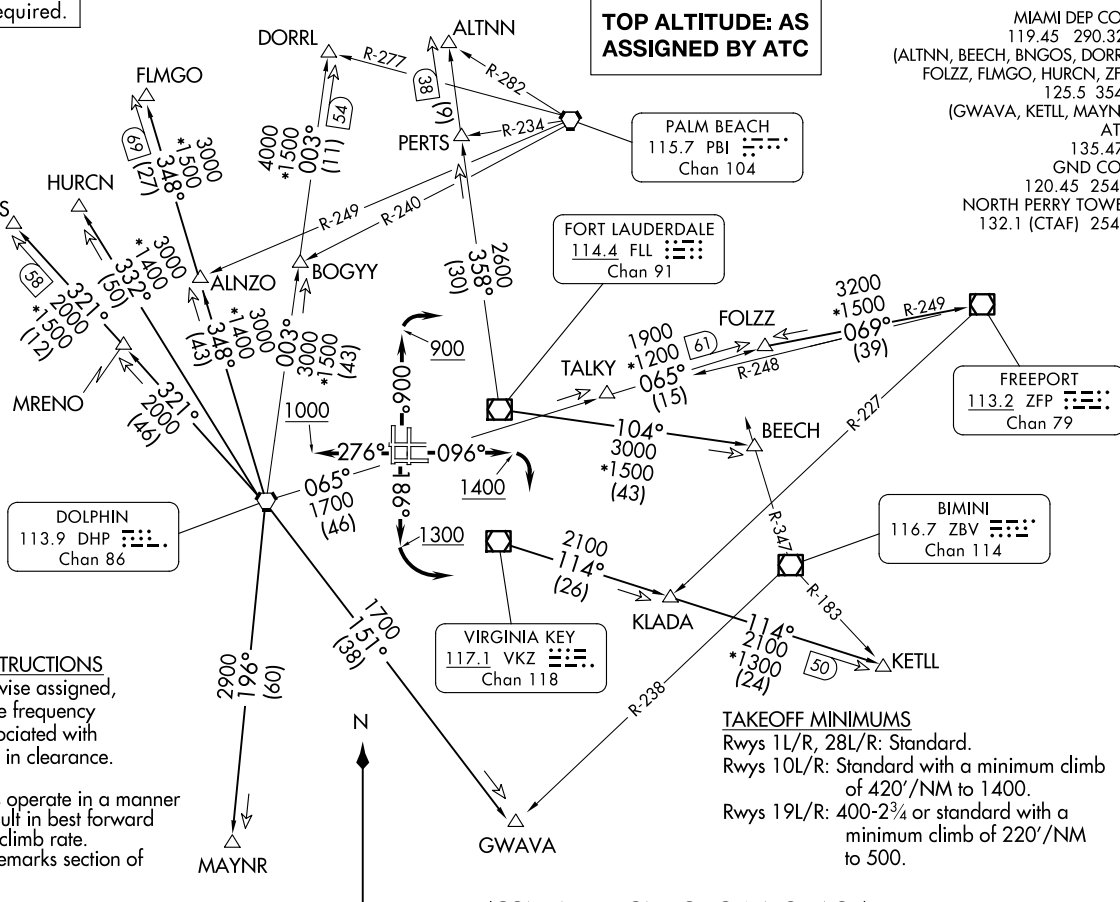 equired.
TOP ALTITUDE: AS
ASSIGNED BY ATC
MIAMI DEP CO
119.45 290.32
(ALTNN, BEECH, BNGOS, DORR
FOLZZ, FLMGO, HURCN, ZF
125.5 354
(GWAVA, KETLL, MAYN
AT
135.47
GND CO
120.45 254
NORTH PERRY TOWE
132.1 (CTAF) 254
DORRL
ALTNN
FLMGO
R-277
R-282
38
(9)
54
4000
*1500
003°
(11)
PERTS
R-234
PALM BEACH
115.7 PBI
Chan 104
69
3000
*1500
348°
(27)
HURCN
S
R-249
R-240
FORT LAUDERDALE
114.4 FLL
Chan 91
58
321°
2000
*1500
(12)
3000
*1400
332°
(50)
ALNZO
BOGYY
3000
*1400
348°
(43)
003°
3000
*1500
(43)
2600
358°
(30)
3200
*1500
R-249
069°
(39)
FOLZZ
1900
*1200
61
065°
(15)
R-248
TALKY
900
006°
MRENO
321°
2000
(46)
FREEPORT
113.2 ZFP
Chan 79
R-227
1000
276°
096°
1400
186°
1300
104°
3000
*1500
(43)
BEECH
065°
1700
(46)
DOLPHIN
113.9 DHP
Chan 86
R-347
BIMINI
116.7 ZBV
Chan 114
2100
114°
(26)
KLADA
R-183
VIRGINIA KEY
117.1 VKZ
Chan 118
114°
2100
*1300
(24)
50
KETLL
R-238
1700
151°
(38)
2900
196°
(60)
N
MAYNR
GWAVA
TRUCTIONS
wise assigned,
e frequency
ociated with
in clearance.
operate in a manner
ult in best forward
climb rate.
emarks section of
TAKEOFF MINIMUMS
Rwys 1L/R, 28L/R: Standard.
Rwys 10L/R: Standard with a minimum climb
of 420'/NM to 1400.
Rwys 19L/R: 400-2¾ or standard with a
minimum climb of 220'/NM
to 500.